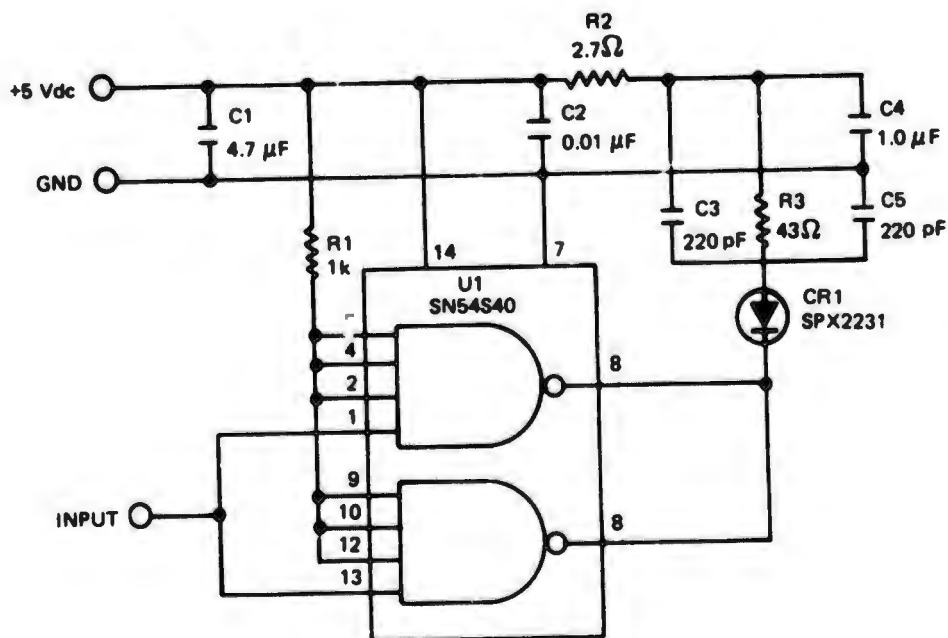 R2
2.7Ω
+5 Vdc
C1
4.7 µF
C2
0.01 µF
C4
1.0 µF
GND
R3
43Ω
C3
220 pF
C5
220 pF
R1
1k
14
7
U1
SN54S40
CR1
SPX2231
4
2
1
8
9
10
12
13
8
INPUT